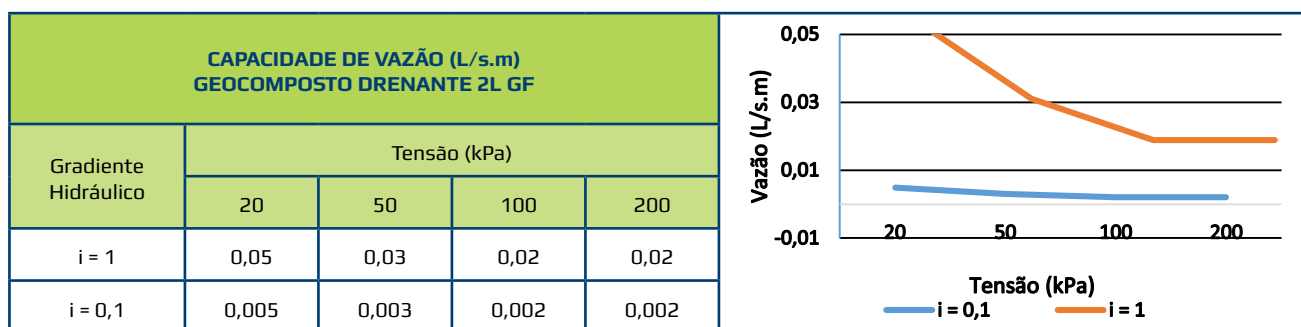 CAPACIDADE DE VAZÃO (L/s.m)
GEOCOMPOSTO DRENANTE 2L GF
Gradiente
Hidráulico
Tensão (kPa)
20 50 100 200
i = 1 0,05 0,03 0,02 0,02
i = 0,1 0,005 0,003 0,002 0,002
Vazão (L/s.m)
0,05
0,03
0,01
-0,01
20 50 100 200
Tensão (kPa)
i = 0,1 i = 1